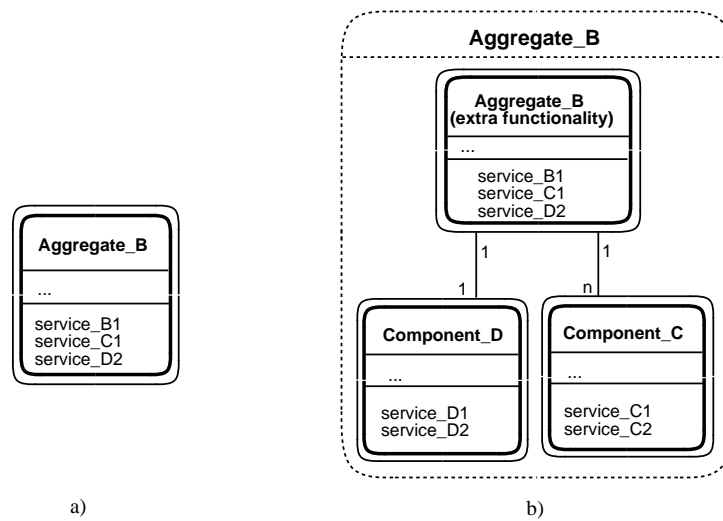 Aggregate_B
...
service_B1
service_C1
service_D2
a)
Aggregate_B
Aggregate_B
(extra functionality)
...
service_B1
service_C1
service_D2
1
1
1
n
Component_D
...
service_D1
service_D2
Component_C
...
service_C1
service_C2
b)